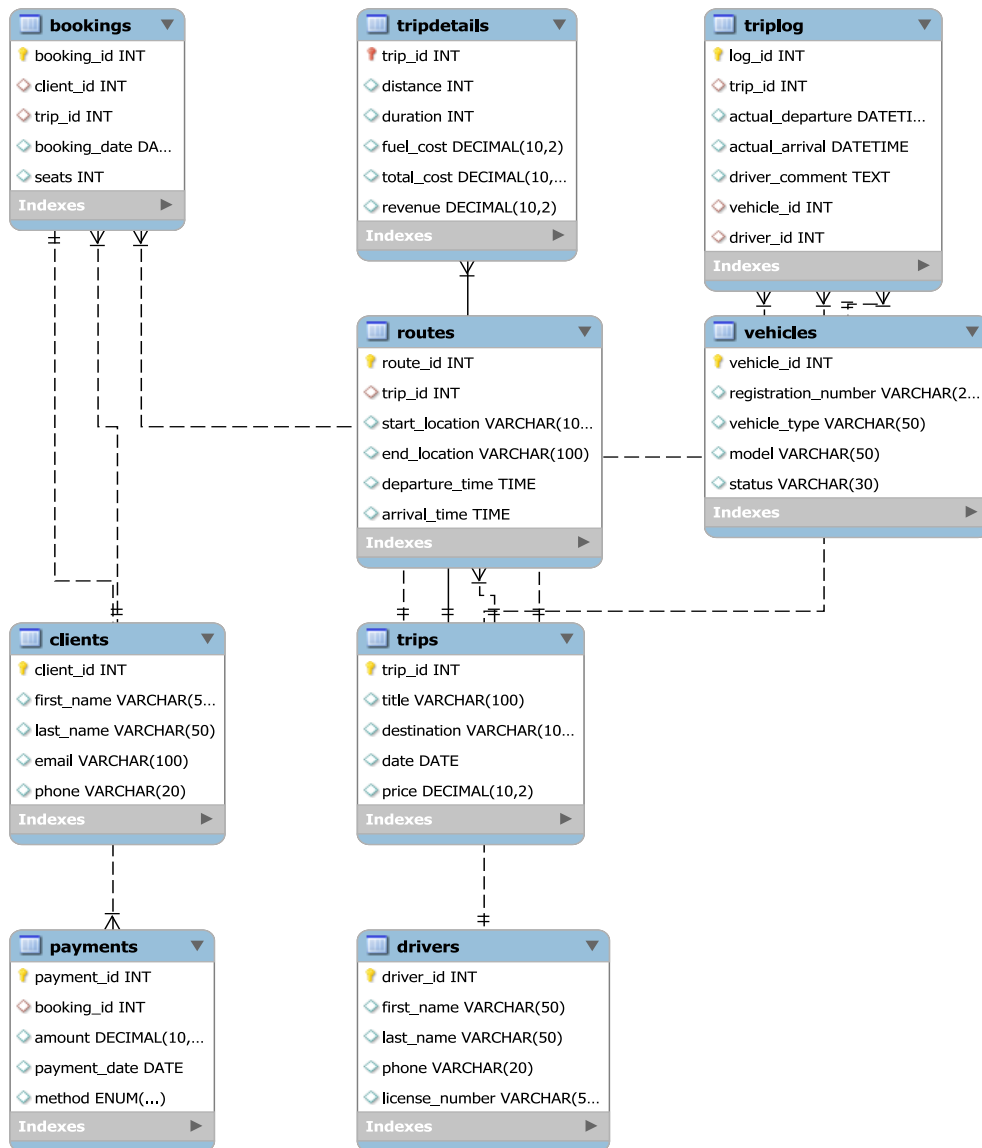 bookings
booking_id INT
client_id INT
trip_id INT
booking_date DA...
seats INT
Indexes
tripdetails
trip_id INT
distance INT
duration INT
fuel_cost DECIMAL(10,2)
total_cost DECIMAL(10,...
revenue DECIMAL(10,2)
Indexes
triplog
log_id INT
trip_id INT
actual_departure DATETI...
actual_arrival DATETIME
driver_comment TEXT
vehicle_id INT
driver_id INT
Indexes
routes
route_id INT
trip_id INT
start_location VARCHAR(10...
end_location VARCHAR(100)
departure_time TIME
arrival_time TIME
Indexes
vehicles
vehicle_id INT
registration_number VARCHAR(2...
vehicle_type VARCHAR(50)
model VARCHAR(50)
status VARCHAR(30)
Indexes
clients
client_id INT
first_name VARCHAR(5...
last_name VARCHAR(50)
email VARCHAR(100)
phone VARCHAR(20)
Indexes
trips
trip_id INT
title VARCHAR(100)
destination VARCHAR(10...
date DATE
price DECIMAL(10,2)
Indexes
payments
payment_id INT
booking_id INT
amount DECIMAL(10,...
payment_date DATE
method ENUM(...)
Indexes
drivers
driver_id INT
first_name VARCHAR(50)
last_name VARCHAR(50)
phone VARCHAR(20)
license_number VARCHAR(5...
Indexes